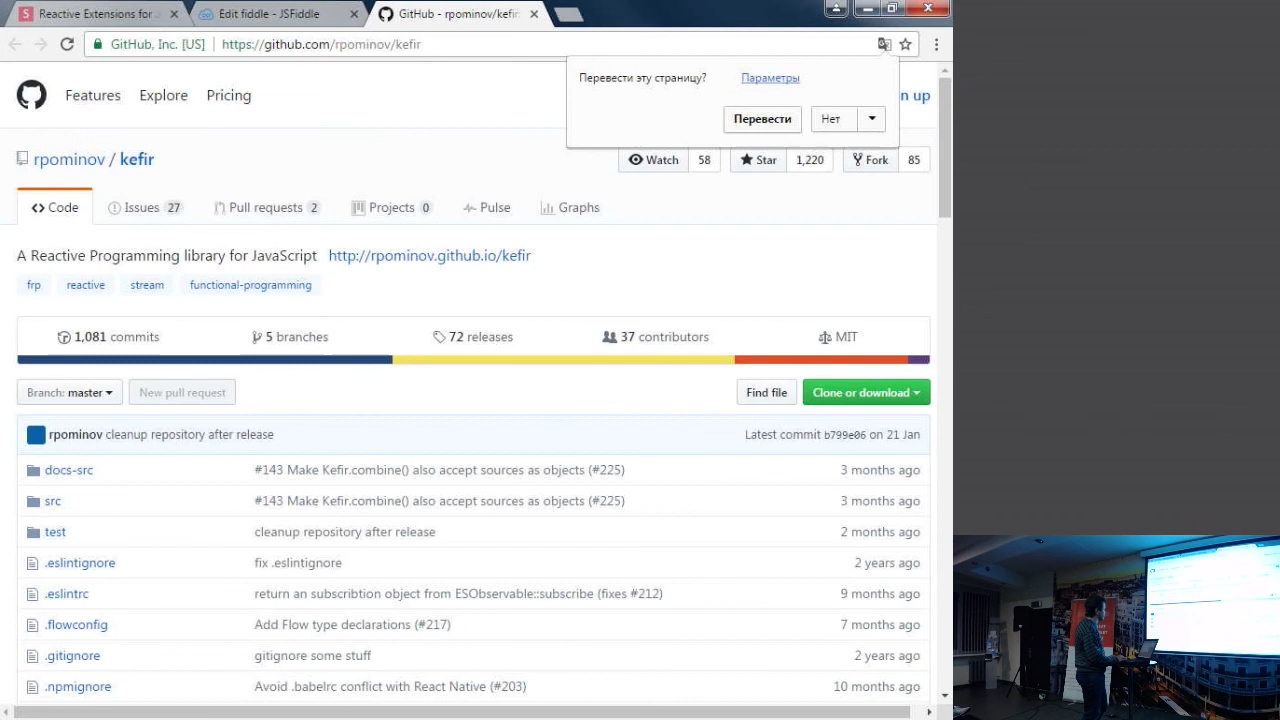 Reactive Extensions for
Edit fiddle - JSFiddle
GitHub - rpominov/kefir
GitHub, Inc. [US]
https://github.com/rpominov/kefir
Перевести эту страницу?
Параметры
Перевести
Нет
Features
Explore
Pricing
n up
rpominov / kefir
Watch 58
Star 1,220
Fork 85
Code
Issues 27
Pull requests 2
Projects 0
Pulse
Graphs
A Reactive Programming library for JavaScript http://rpominov.github.io/kefir
frp
reactive
stream
functional-programming
1,081 commits
5 branches
72 releases
37 contributors
MIT
Branch: master
New pull request
Find file
Clone or download
rpominov cleanup repository after release
Latest commit b799e06 on 21 Jan
docs-src #143 Make Kefir.combine() also accept sources as objects (#225) 3 months ago
src #143 Make Kefir.combine() also accept sources as objects (#225) 3 months ago
test cleanup repository after release 2 months ago
.eslintignore fix .eslintignore 2 years ago
.eslintrc return an subscribtion object from ESObservable::subscribe (fixes #212) 9 months ago
.flowconfig Add Flow type declarations (#217) 7 months ago
.gitignore gitignore some stuff 2 years ago
.npmignore Avoid .babelrc conflict with React Native (#203) 10 months ago